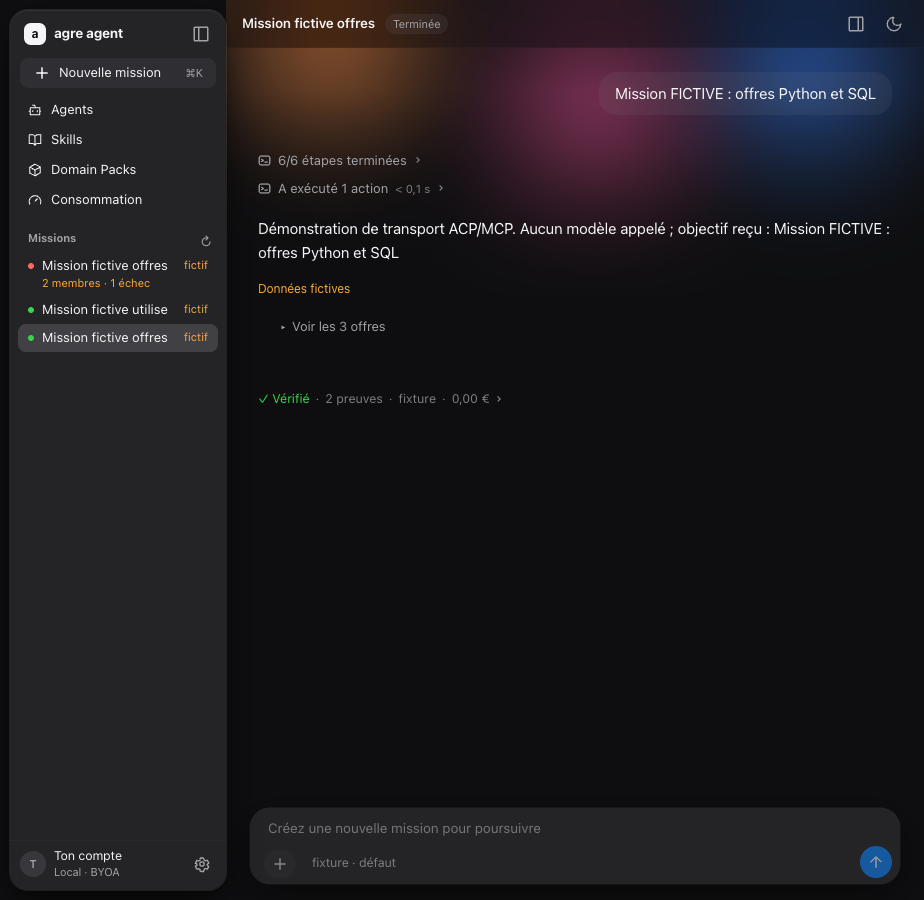 a agre agent
Nouvelle mission ⌘K
Agents
Skills
Domain Packs
Consommation
Missions
Mission fictive offres fictif
2 membres · 1 échec
Mission fictive utilise fictif
Mission fictive offres fictif
T Ton compte
Local · BYOA
Mission fictive offres Terminée
Mission FICTIVE : offres Python et SQL
6/6 étapes terminées
A exécuté 1 action < 0,1 s
Démonstration de transport ACP/MCP. Aucun modèle appelé ; objectif reçu : Mission FICTIVE :
offres Python et SQL
Données fictives
Voir les 3 offres
✓ Vérifié · 2 preuves · fixture · 0,00 €
Créez une nouvelle mission pour poursuivre
fixture · défaut